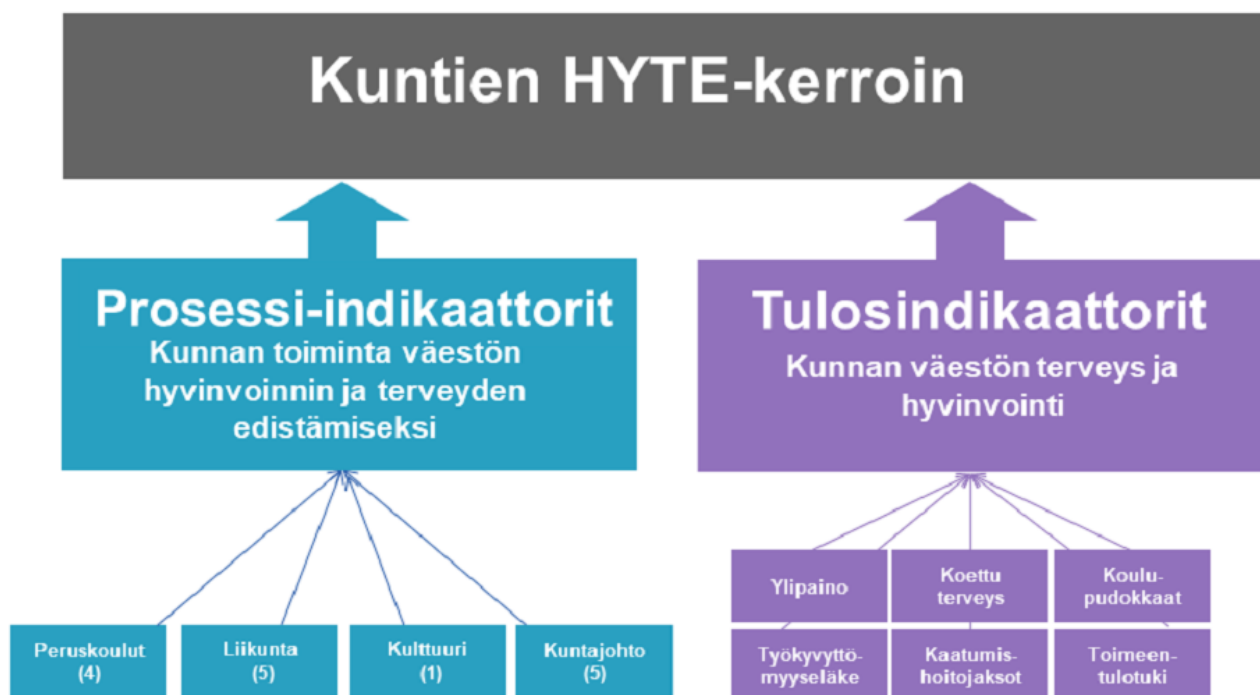 Kuntien HYTE-kerroin
Prosessi-indikaattorit
Kunnan toiminta väestön
hyvinvoinnin ja terveyden
edistämiseksi
Tulosindikaattorit
Kunnan väestön terveys ja
hyvinvointi
Peruskoulut
(4)
Liikunta
(5)
Kulttuuri
(1)
Kuntajohto
(5)
Ylipaino
Koettu
terveys
Koulu-
pudokkaat
Työkyvyttö-
myyseläke
Kaatumis-
hoitojaksot
Toimeen-
tulotuki